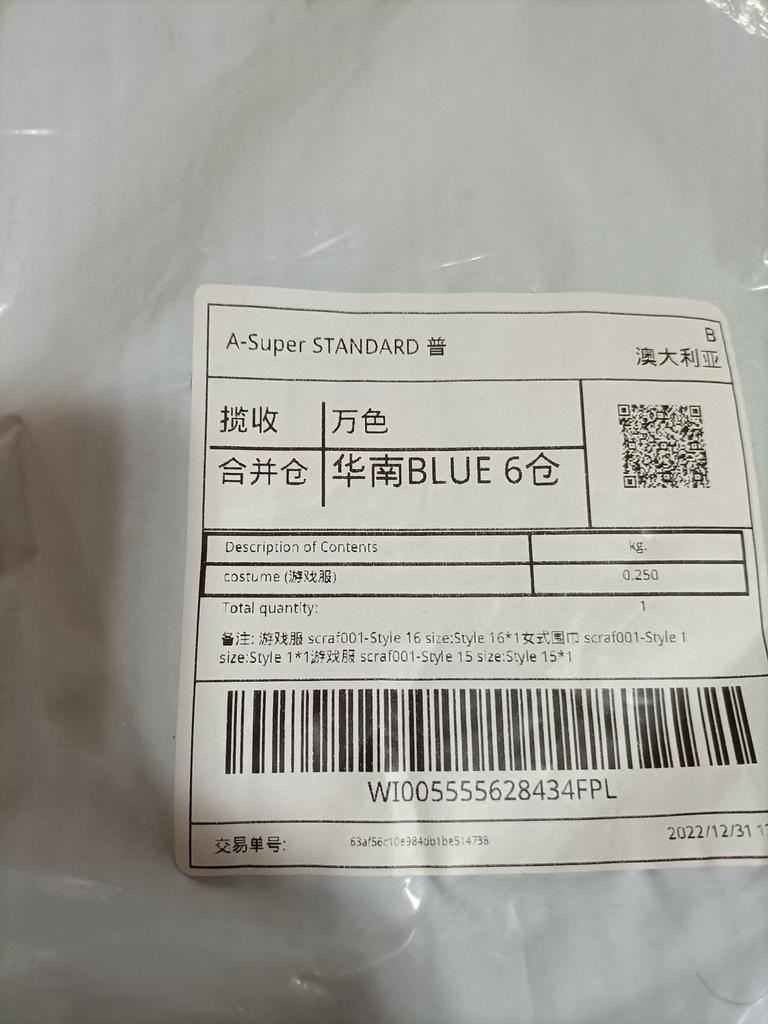 A-Super STANDARD 普
B
澳大利亚
揽收 万色
合并仓 华南BLUE 6仓
Description of Contents kg.
costume (游戏服) 0.250
Total quantity: 1
备注: 游戏服 scraf001-Style 16 size:Style 16*1女式围巾 scraf001-Style 1
size:Style 1*1游戏服 scraf001-Style 15 size:Style 15*1
WI005555628434FPL
交易单号: 63af56c10e984db1be514738
2022/12/31